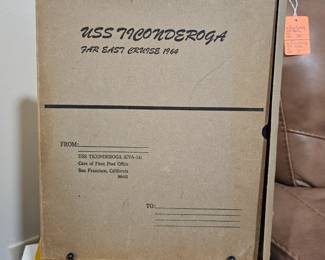 USS TICONDEROGA
FAR EAST CRUISE 1964
FROM:
USS TICONDEROGA (CVA-14)
Care of Fleet Post Office
San Francisco, California
TO: